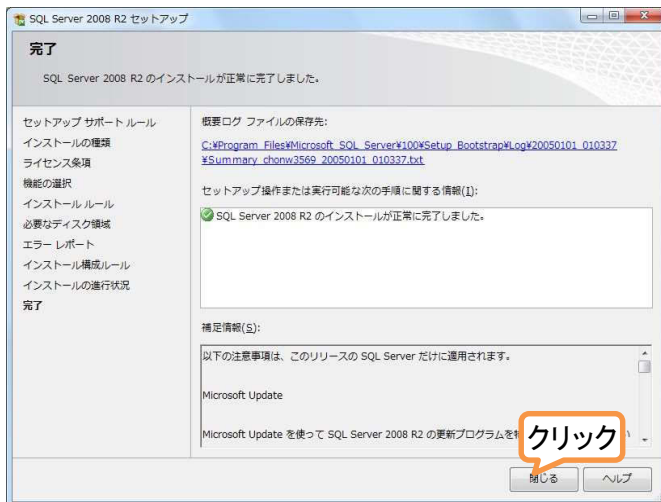 SQL Server 2008 R2 セットアップ
完了
SQL Server 2008 R2 のインストールが正常に完了しました。
セットアップ サポート ルール
インストールの種類
ライセンス条項
機能の選択
インストール ルール
必要なディスク領域
エラー レポート
インストール構成ルール
インストールの進行状況
完了
概要ログ ファイルの保存先:
C:¥Program Files¥Microsoft SQL Server¥100¥Setup Bootstrap¥Log¥20050101_010337
¥Summary_chonw3569_20050101_010337.txt
セットアップ操作または実行可能な次の手順に関する情報(I):
SQL Server 2008 R2 のインストールが正常に完了しました。
補足情報(S):
以下の注意事項は、このリリースの SQL Server だけに適用されます。
Microsoft Update
Microsoft Update を使って SQL Server 2008 R2 の更新プログラムを
クリック
閉じる
ヘルプ